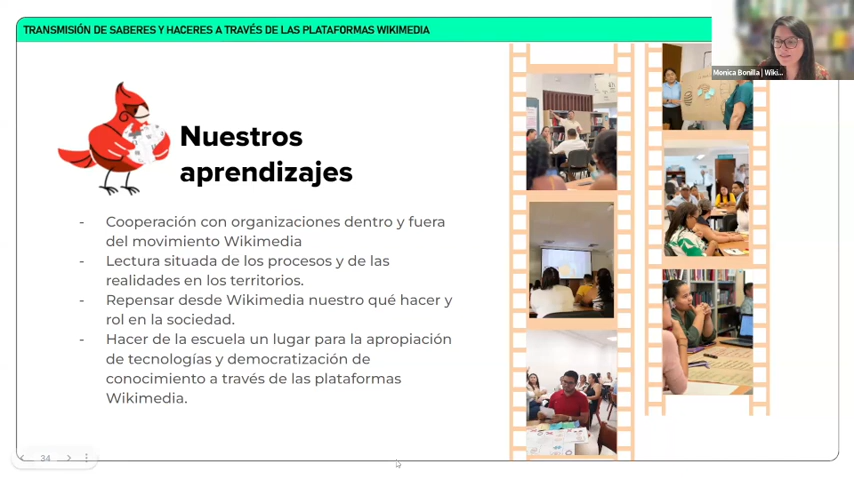 TRANSMISIÓN DE SABERES Y HACERES A TRAVÉS DE LAS PLATAFORMAS WIKIMEDIA
Monica Bonilla | Wiki...
Nuestros
aprendizajes
- Cooperación con organizaciones dentro y fuera
del movimiento Wikimedia
- Lectura situada de los procesos y de las
realidades en los territorios.
- Repensar desde Wikimedia nuestro qué hacer y
rol en la sociedad.
- Hacer de la escuela un lugar para la apropiación
de tecnologías y democratización de
conocimiento a través de las plataformas
Wikimedia.
34